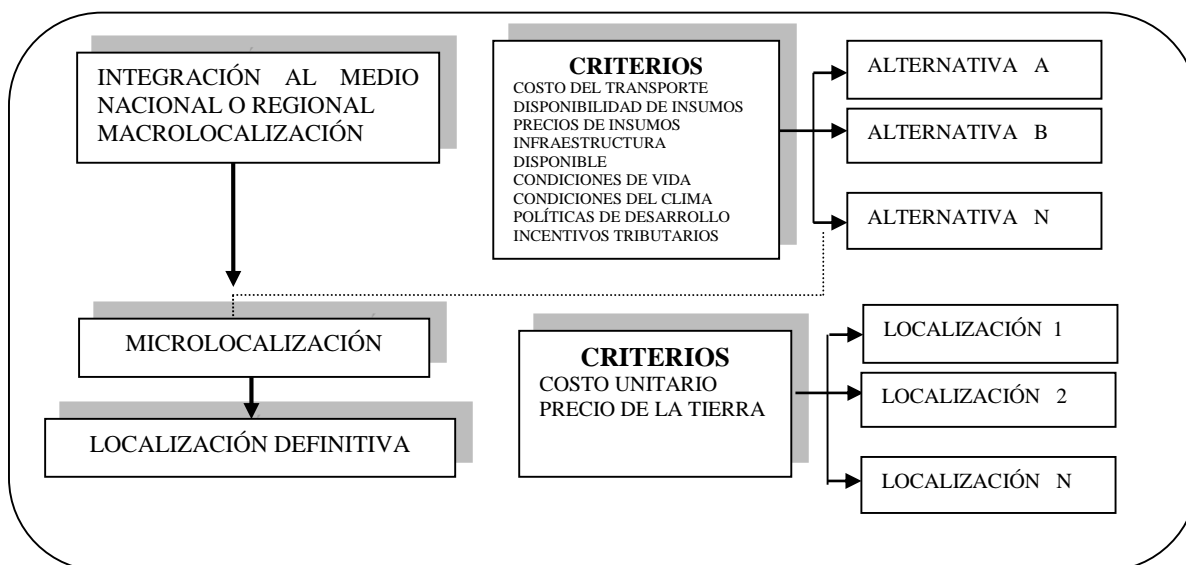 INTEGRACIÓN AL MEDIO
NACIONAL O REGIONAL
MACROLOCALIZACIÓN
CRITERIOS
COSTO DEL TRANSPORTE
DISPONIBILIDAD DE INSUMOS
PRECIOS DE INSUMOS
INFRAESTRUCTURA
DISPONIBLE
CONDICIONES DE VIDA
CONDICIONES DEL CLIMA
POLÍTICAS DE DESARROLLO
INCENTIVOS TRIBUTARIOS
ALTERNATIVA A
ALTERNATIVA B
ALTERNATIVA N
MICROLOCALIZACIÓN
LOCALIZACIÓN DEFINITIVA
CRITERIOS
COSTO UNITARIO
PRECIO DE LA TIERRA
LOCALIZACIÓN 1
LOCALIZACIÓN 2
LOCALIZACIÓN N